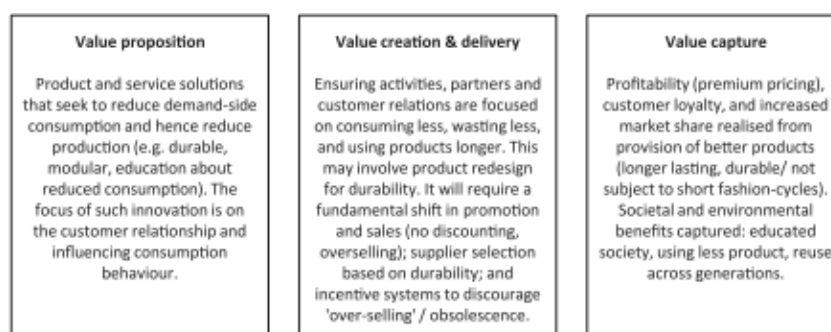 Value proposition
Product and service solutions
that seek to reduce demand-side
consumption and hence reduce
production (e.g. durable,
modular, education about
reduced consumption). The
focus of such innovation is on
the customer relationship and
influencing consumption
behaviour.
Value creation & delivery
Ensuring activities, partners and
customer relations are focused
on consuming less, wasting less,
and using products longer. This
may involve product redesign
for durability. It will require a
fundamental shift in promotion
and sales (no discounting,
overselling); supplier selection
based on durability; and
incentive systems to discourage
'over-selling' / obsolescence.
Value capture
Profitability (premium pricing),
customer loyalty, and increased
market share realised from
provision of better products
(longer lasting, durable/ not
subject to short fashion-cycles).
Societal and environmental
benefits captured: educated
society, using less product, reuse
across generations.